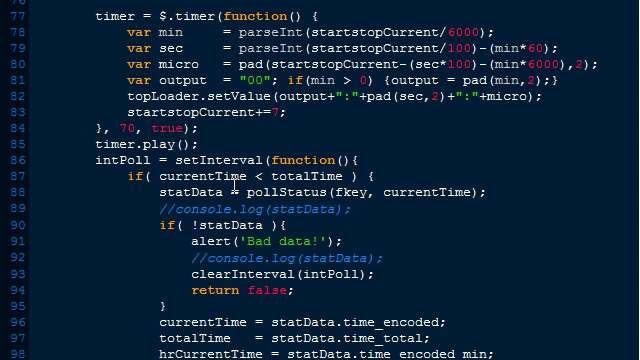 76
77 timer = $.timer(function() {
78 var min = parseInt(startstopCurrent/6000);
79 var sec = parseInt(startstopCurrent/100)-(min*60);
80 var micro = pad(startstopCurrent-(sec*100)-(min*6000),2);
81 var output = "00"; if(min > 0) {output = pad(min,2);}
82 topLoader.setValue(output+":"+pad(sec,2)+":"+micro);
83 startstopCurrent+=7;
84 }, 70, true);
85 timer.play();
86 intPoll = setInterval(function(){
87 if( currentTime < totalTime ) {
88 statData = pollStatus(fkey, currentTime);
89 //console.log(statData);
90 if( !statData ){
91 alert('Bad data!');
92 //console.log(statData);
93 clearInterval(intPoll);
94 return false;
95 }
96 currentTime = statData.time_encoded;
97 totalTime = statData.time_total;
98 hrCurrentTime = statData.time_encoded_min;